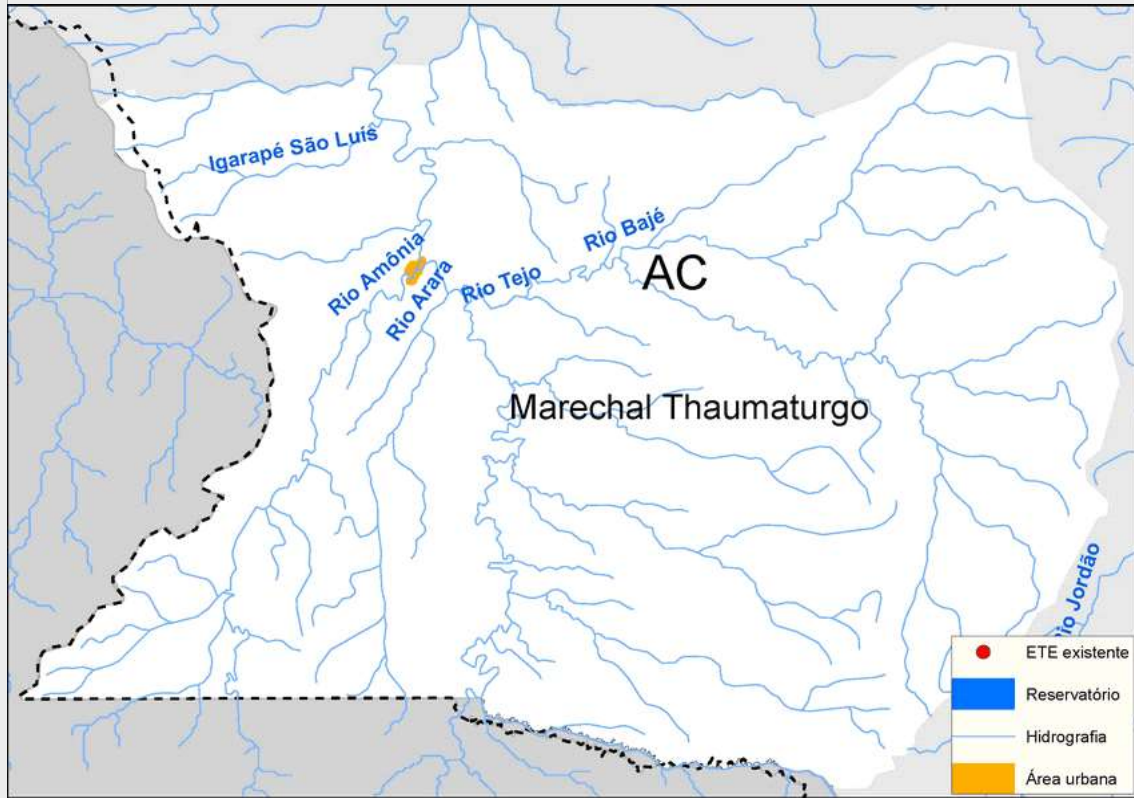 Igarapé São Luís
Rio Amônia
Rio Arara
Rio Tejo
Rio Bajé
AC
Marechal Thaumaturgo
Rio Jordão
ETE existente
Reservatório
Hidrografia
Área urbana